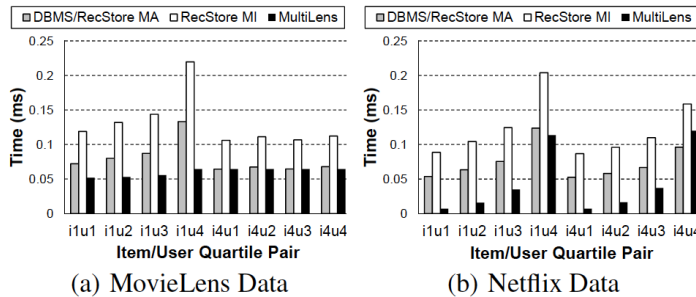 DBMS/RecStore MA RecStore MI MultiLens
0.25
0.2
0.15
0.1
0.05
0
Time (ms)
i1u1 i1u2 i1u3 i1u4 i4u1 i4u2 i4u3 i4u4
Item/User Quartile Pair
(a) MovieLens Data
DBMS/RecStore MA RecStore MI MultiLens
0.25
0.2
0.15
0.1
0.05
0
Time (ms)
i1u1 i1u2 i1u3 i1u4 i4u1 i4u2 i4u3 i4u4
Item/User Quartile Pair
(b) Netflix Data